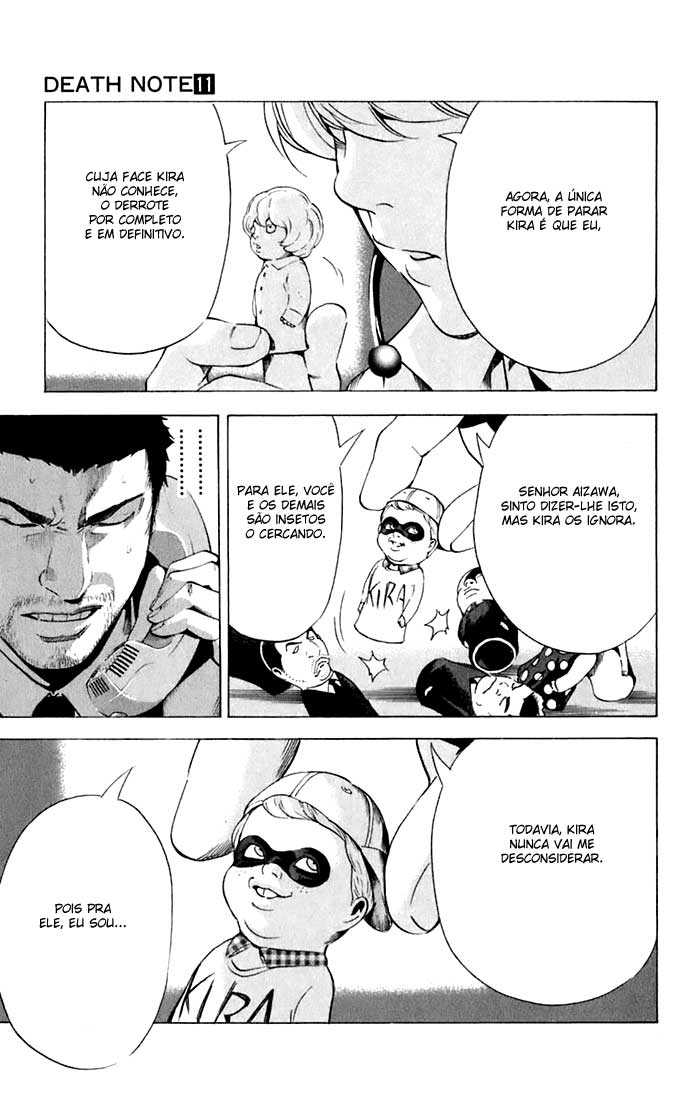 DEATH NOTE 11
AGORA, A ÚNICA
FORMA DE PARAR
KIRA É QUE EU,
CUJA FACE KIRA
NÃO CONHECE,
O DERROTE
POR COMPLETO
E EM DEFINITIVO.
SENHOR AIZAWA,
SINTO DIZER-LHE ISTO,
MAS KIRA OS IGNORA.
PARA ELE, VOCÊ
E OS DEMAIS
SÃO INSETOS
O CERCANDO.
KIRA
TODAVIA, KIRA
NUNCA VAI ME
DESCONSIDERAR.
KIRA
POIS PRA
ELE, EU SOU...